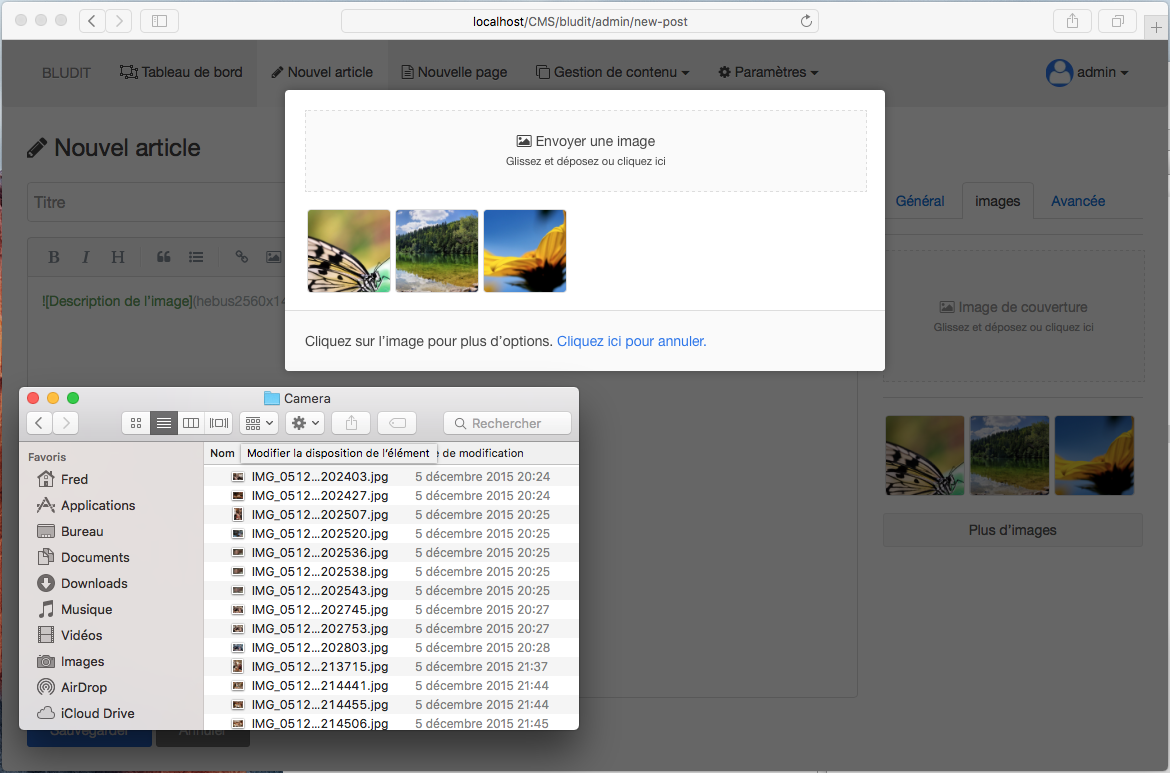 localhost/CMS/bludit/admin/new-post
BLUDIT
Tableau de bord
Nouvel article
Nouvelle page
Gestion de contenu
Paramètres
admin
Nouvel article
Titre
B I H
![Description de l'image](hebus2560x14
Envoyer une image
Glissez et déposez ou cliquez ici
Cliquez sur l'image pour plus d'options. Cliquez ici pour annuler.
Général
images
Avancée
Image de couverture
Glissez et déposez ou cliquez ici
Plus d'images
Camera
Rechercher
Favoris
Fred
Applications
Bureau
Documents
Downloads
Musique
Vidéos
Images
AirDrop
iCloud Drive
Nom
Modifier la disposition de l'élément
de modification
IMG_0512...202403.jpg 5 décembre 2015 20:24
IMG_0512...202427.jpg 5 décembre 2015 20:24
IMG_0512...202507.jpg 5 décembre 2015 20:25
IMG_0512...202520.jpg 5 décembre 2015 20:25
IMG_0512...202536.jpg 5 décembre 2015 20:25
IMG_0512...202538.jpg 5 décembre 2015 20:25
IMG_0512...202543.jpg 5 décembre 2015 20:25
IMG_0512...202745.jpg 5 décembre 2015 20:27
IMG_0512...202753.jpg 5 décembre 2015 20:27
IMG_0512...202803.jpg 5 décembre 2015 20:28
IMG_0512...213715.jpg 5 décembre 2015 21:37
IMG_0512...214441.jpg 5 décembre 2015 21:44
IMG_0512...214455.jpg 5 décembre 2015 21:44
IMG_0512...214506.jpg 5 décembre 2015 21:45
Sauvegarder
Annuler